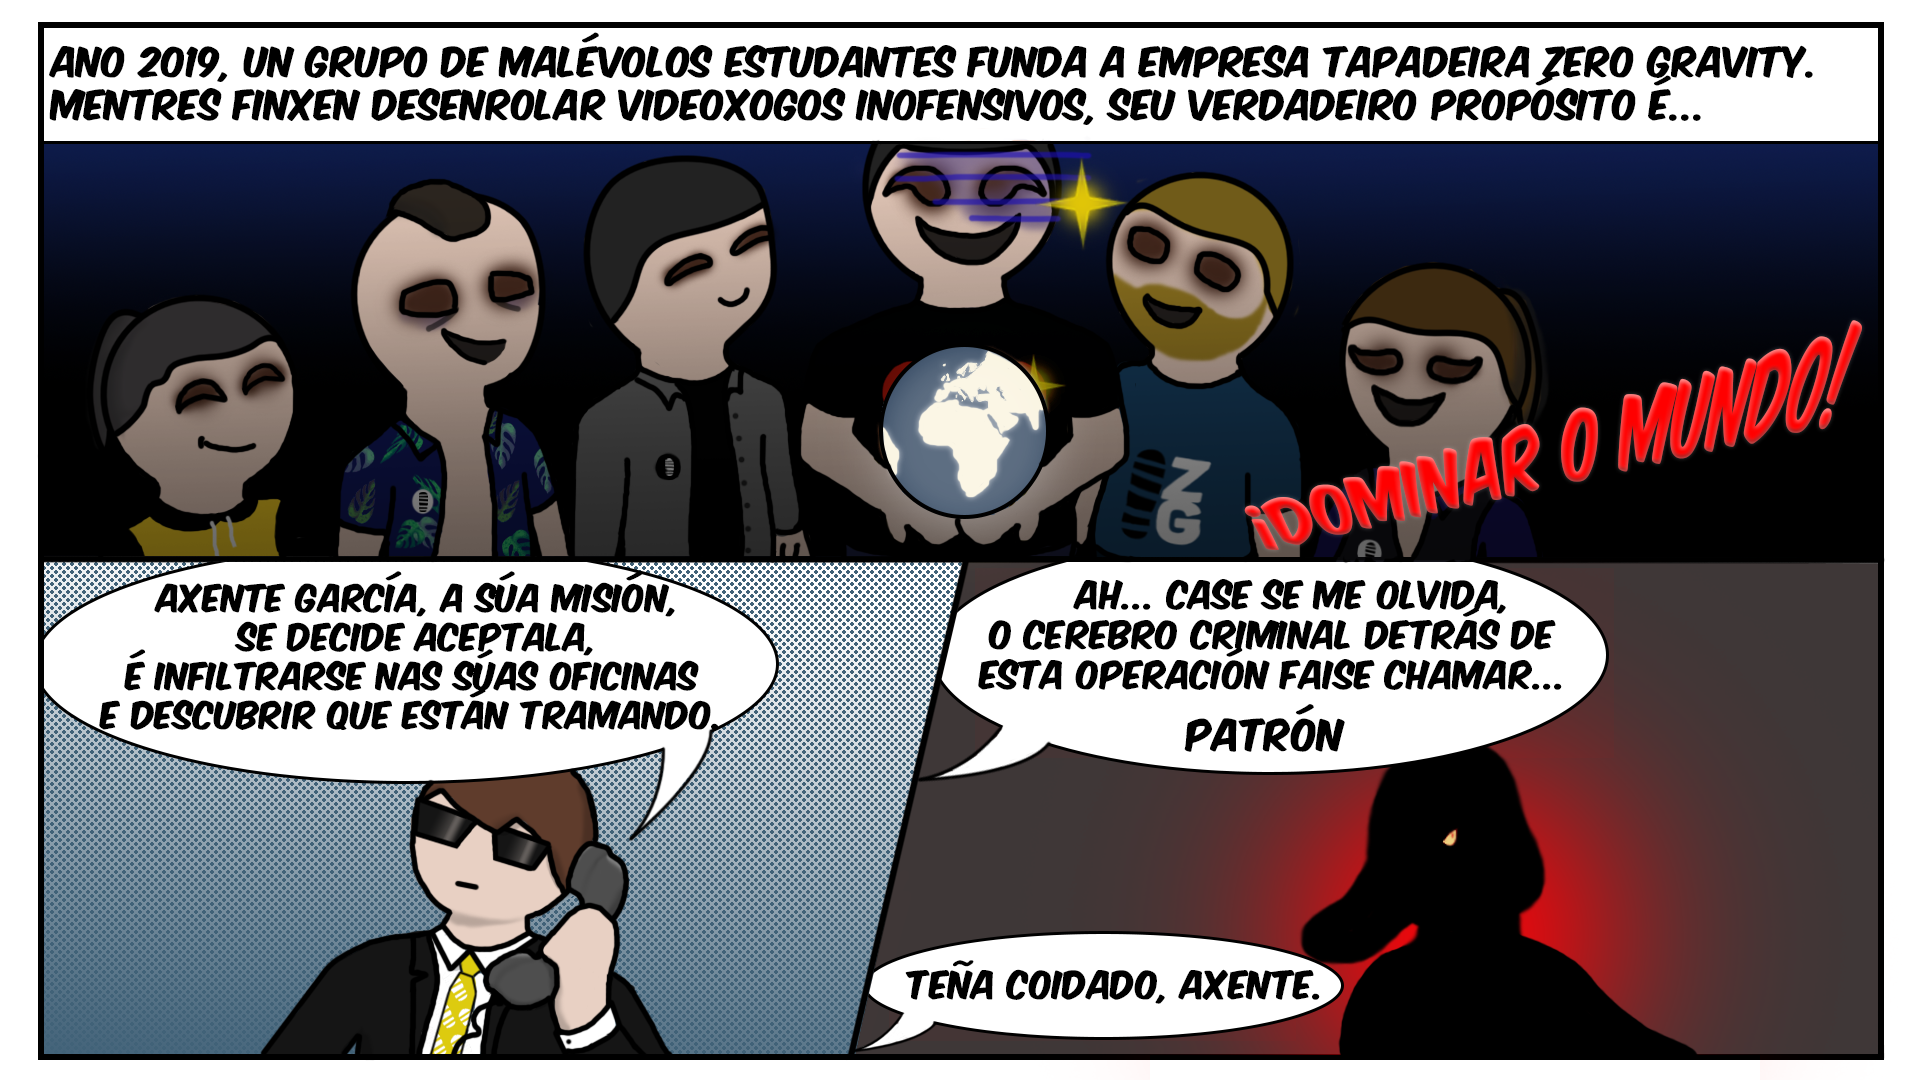 ANO 2019, UN GRUPO DE MALÉVOLOS ESTUDANTES FUNDA A EMPRESA TAPADEIRA ZERO GRAVITY.
MENTRES FINXEN DESENROLAR VIDEOXOGOS INOFENSIVOS, SEU VERDADEIRO PROPÓSITO É...
ZG
¡DOMINAR O MUNDO!
AXENTE GARCÍA, A SÚA MISIÓN,
SE DECIDE ACEPTALA,
É INFILTRARSE NAS SÚAS OFICINAS
E DESCUBRIR QUE ESTÁN TRAMANDO.
AH... CASE SE ME OLVIDA,
O CEREBRO CRIMINAL DETRÁS DE
ESTA OPERACIÓN FAISE CHAMAR...
PATRÓN
TEÑA COIDADO, AXENTE.